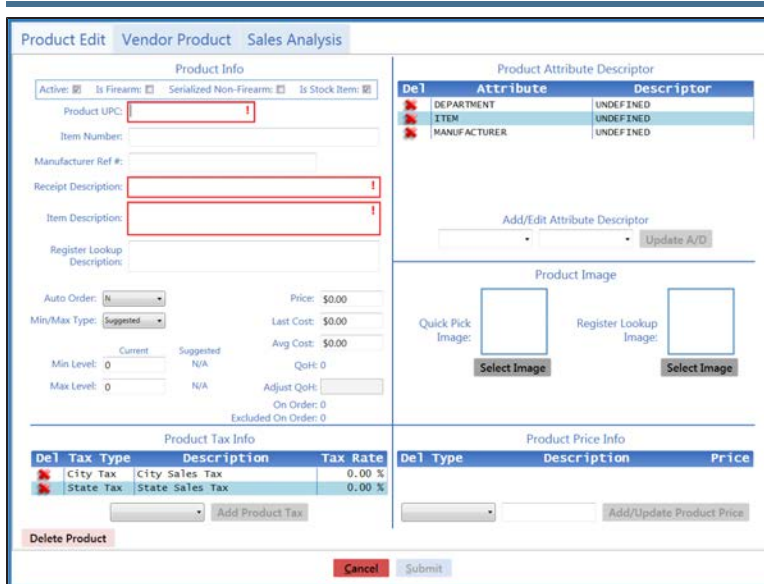 Product Edit Vendor Product Sales Analysis
Product Info
Active: Is Firearm: Serialized Non-Firearm: Is Stock Item:
Product UPC: !
Item Number:
Manufacturer Ref #:
Receipt Description: !
Item Description: !
Register Lookup
Description:
Auto Order: N Price: $0.00
Min/Max Type: Suggested Last Cost: $0.00
Avg Cost: $0.00
Current Suggested
Min Level: 0 N/A QoH: 0
Max Level: 0 N/A Adjust QoH:
On Order: 0
Excluded On Order: 0
Product Attribute Descriptor
Del Attribute Descriptor
DEPARTMENT UNDEFINED
ITEM UNDEFINED
MANUFACTURER UNDEFINED
Add/Edit Attribute Descriptor
Update A/D
Product Image
Quick Pick
Image:
Register Lookup
Image:
Select Image Select Image
Product Tax Info
Del Tax Type Description Tax Rate
City Tax City Sales Tax 0.00 %
State Tax State Sales Tax 0.00 %
Add Product Tax
Product Price Info
Del Type Description Price
Add/Update Product Price
Delete Product
Cancel Submit